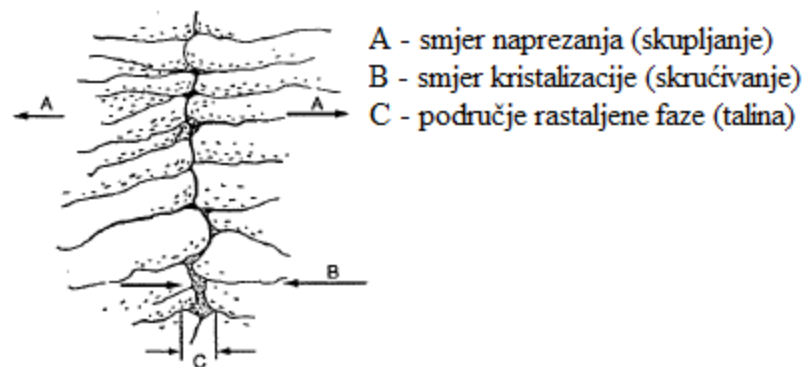 A - smjer naprezanja (skupljanje)
B - smjer kristalizacije (skrućivanje)
C - područje rastaljene faze (talina)
A
A
B
C